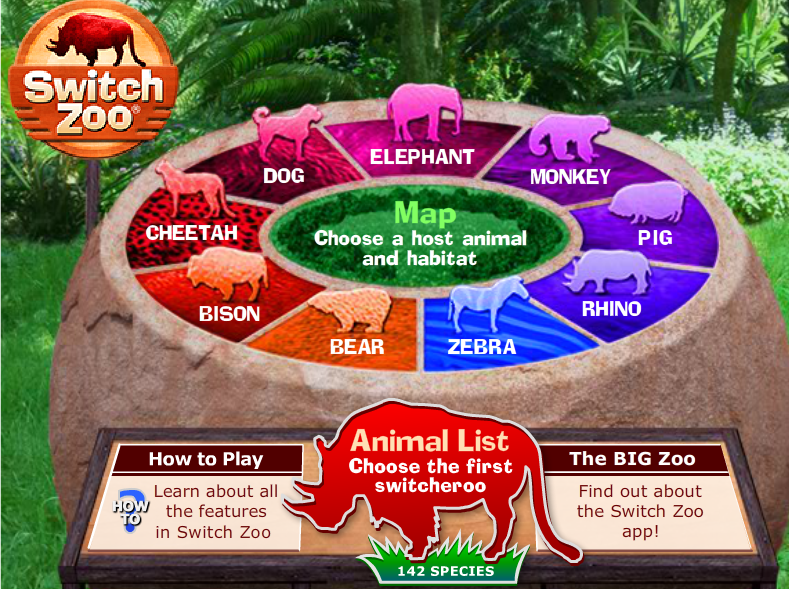 Switch
Zoo®
DOG
ELEPHANT
MONKEY
CHEETAH
Map
Choose a host animal
and habitat
PIG
BISON
RHINO
BEAR
ZEBRA
How to Play
HOW
TO
Learn about all
the features
in Switch Zoo
Animal List
Choose the first
switcheroo
142 SPECIES
The BIG Zoo
Find out about
the Switch Zoo
app!